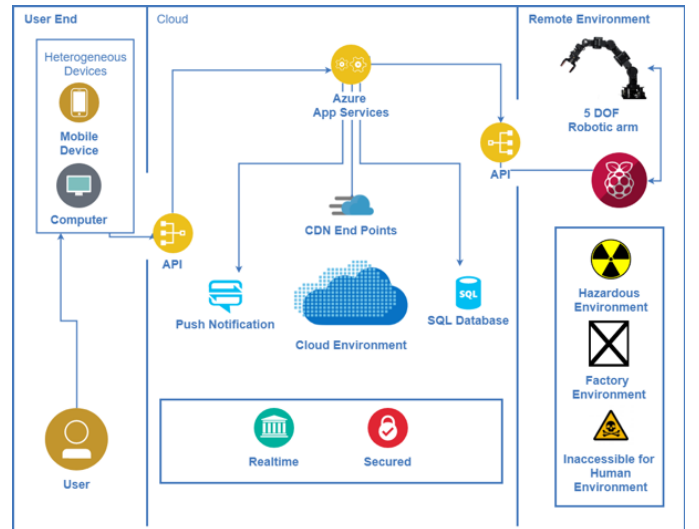 User End
Cloud
Remote Environment
Heterogeneous
Devices
Mobile
Device
Computer
User
API
Azure
App Services
CDN End Points
Push Notification
SQL
SQL Database
Cloud Environment
Realtime
Secured
API
5 DOF
Robotic arm
Hazardous
Environment
Factory
Environment
Inaccessible for
Human
Environment